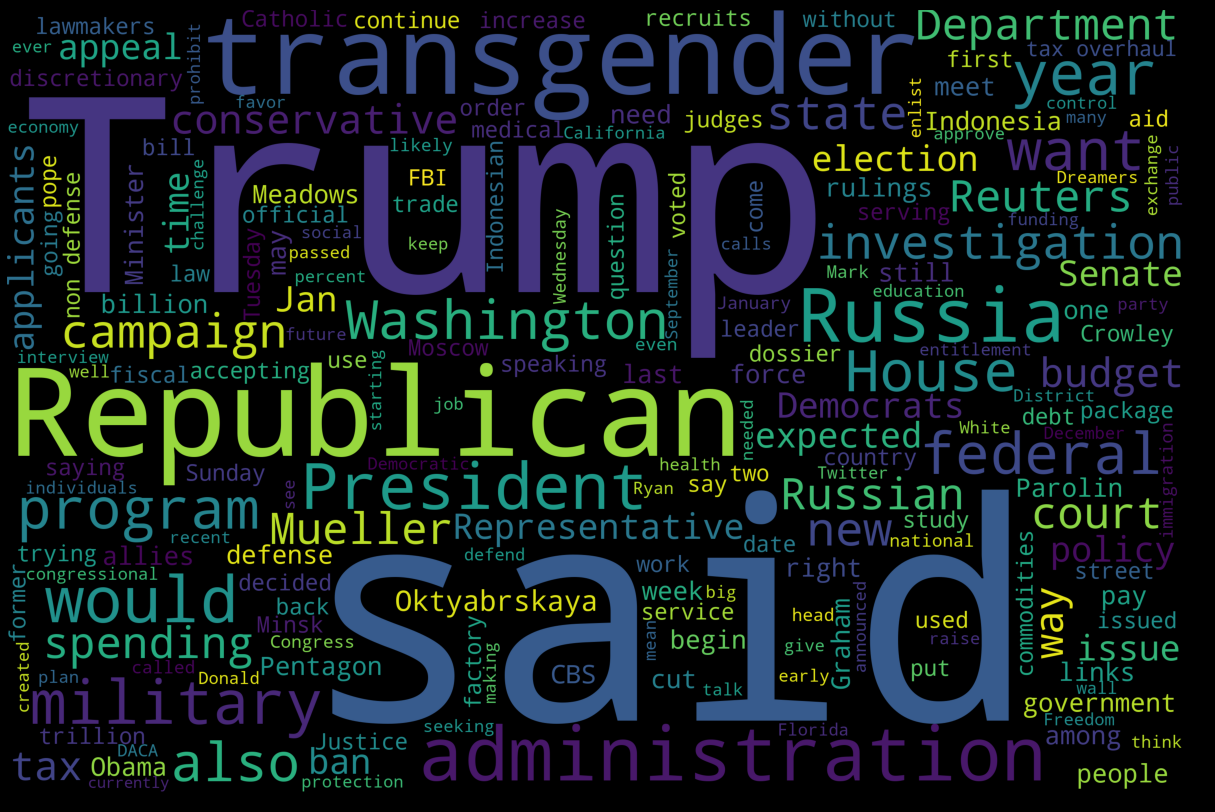 lawmakers
Catholic
continue
increase
recruits
without
Department
ever
appeal
prohibit
transgender
first
tax overhaul
discretionary
favor
year
meet
control
economy
Trump
conservative
order
need
medical
California
judges
state
enlist
Indonesia
many
aid
approve
bill
likely
want
applicants
pope
Minister
time
challenge
Meadows
FBI
election
Dreamers
exchange
public
going
defense
official
trade
Indonesian
question
voted
come
rulings
Reuters
serving
funding
social
keep
Wednesday
calls
investigation
non
law
Tuesday
may
passed
percent
September
Mark
still
Senate
education
billion
Jan
Washington
January
Russia
one
party
campaign
future
even
leader
Crowley
interview
Moscow
dossier
entitlement
well
fiscal
accepting
use
speaking
last
force
House
budget
Republican
starting
job
needed
Democrats
District
debt
package
White
expected
federal
December
immigration
saying
Sunday
Democratic
health
country
individuals
President
see
Ryan
say
two
Twitter
Russian
Parolin
program
recent
Mueller
Representative
new
study
court
national
trying
allies
defense
defend
date
policy
congressional
decided
said
work
right
commodities
street
former
would
back
Oktyabrskaya
week
big
head
announced
used
way
pay
Minsk
service
issued
spending
Congress
factory
mean
begin
give
Graham
raise
issue
called
Pentagon
making
CBS
cut
early
put
links
created
plan
Donald
talk
wall
military
government
seeking
Florida
Freedom
trillion
Justice
administration
among
think
DACA
tax
Obama
also
ban
currently
protection
people